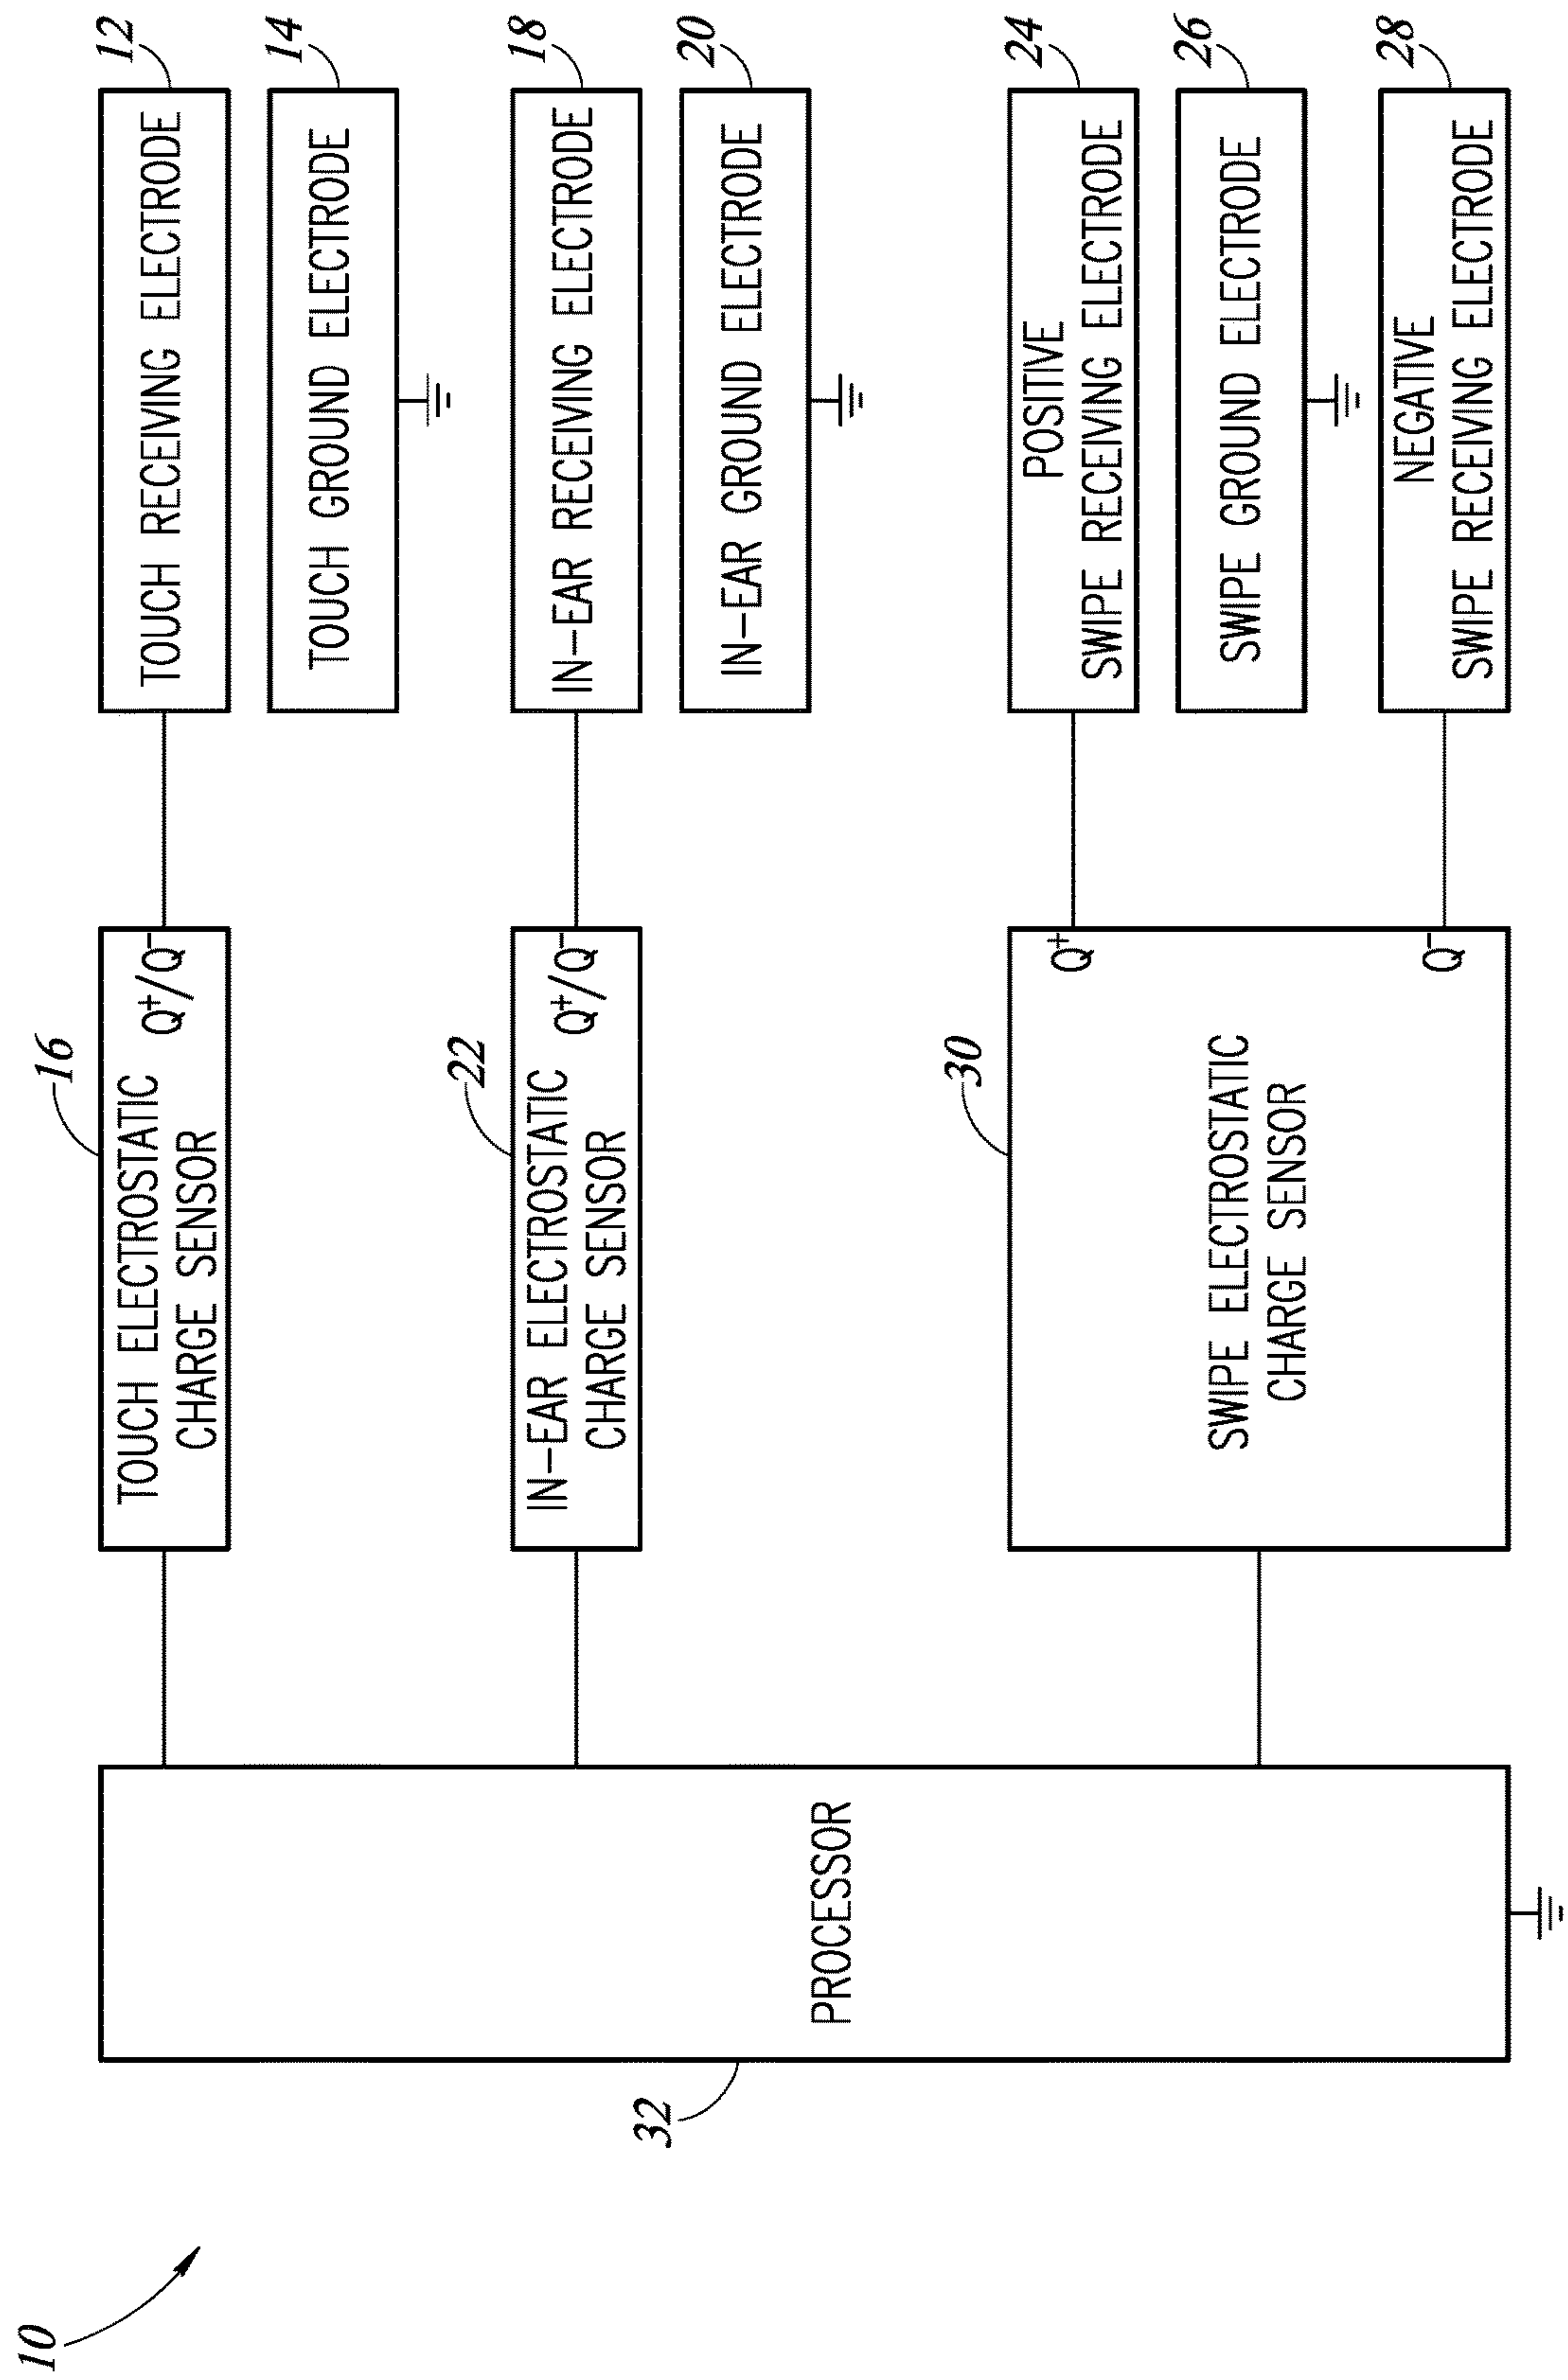 10
32
PROCESSOR
16
TOUCH ELECTROSTATIC
CHARGE SENSOR
Q+/Q-
22
IN-EAR ELECTROSTATIC
CHARGE SENSOR
Q+/Q-
30
SWIPE ELECTROSTATIC
CHARGE SENSOR
Q+
Q-
TOUCH RECEIVING ELECTRODE
12
TOUCH GROUND ELECTRODE
14
IN-EAR RECEIVING ELECTRODE
18
IN-EAR GROUND ELECTRODE
20
POSITIVE
SWIPE RECEIVING ELECTRODE
24
SWIPE GROUND ELECTRODE
26
NEGATIVE
SWIPE RECEIVING ELECTRODE
28